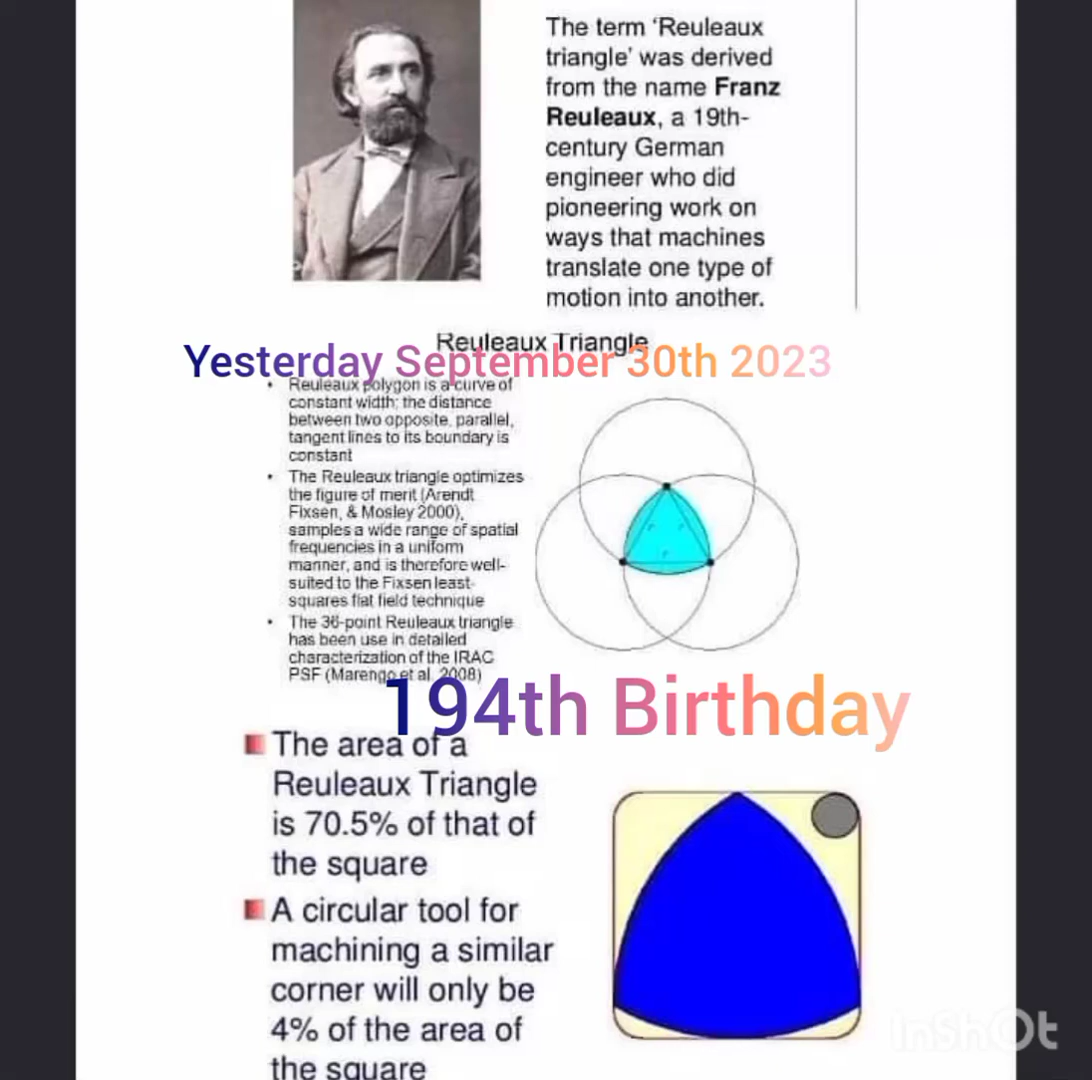 The term ‘Reuleaux
triangle’ was derived
from the name Franz
Reuleaux, a 19th-
century German
engineer who did
pioneering work on
ways that machines
translate one type of
motion into another.
Reuleaux Triangle
Yesterday September 30th 2023
• Reuleaux polygon is a curve of
constant width; the distance
between two opposite, parallel,
tangent lines to its boundary is
constant
• The Reuleaux triangle optimizes
the figure of merit (Arendt
Fixsen, & Mosley 2000),
samples a wide range of spatial
frequencies in a uniform
manner, and is therefore well-
suited to the Fixsen least-
squares flat field technique
• The 36-point Reuleaux triangle
has been use in detailed
characterization of the IRAC
PSF (Marengo et al. 2008)
194th Birthday
The area of a
Reuleaux Triangle
is 70.5% of that of
the square
A circular tool for
machining a similar
corner will only be
4% of the area of
the square
InShOt